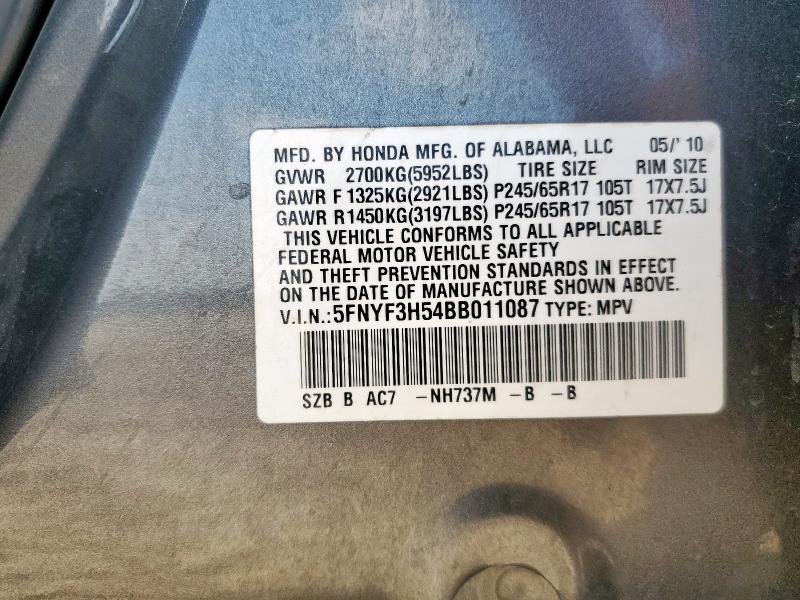 MFD. BY HONDA MFG. OF ALABAMA, LLC 05/'10
GVWR 2700KG(5952LBS) TIRE SIZE RIM SIZE
GAWR F 1325KG(2921LBS) P245/65R17 105T 17X7.5J
GAWR R1450KG(3197LBS) P245/65R17 105T 17X7.5J
THIS VEHICLE CONFORMS TO ALL APPLICABLE
FEDERAL MOTOR VEHICLE SAFETY
AND THEFT PREVENTION STANDARDS IN EFFECT
ON THE DATE OF MANUFACTURE SHOWN ABOVE.
V.I.N.:5FNYF3H54BB011087 TYPE: MPV
SZB B AC7 -NH737M -B -B